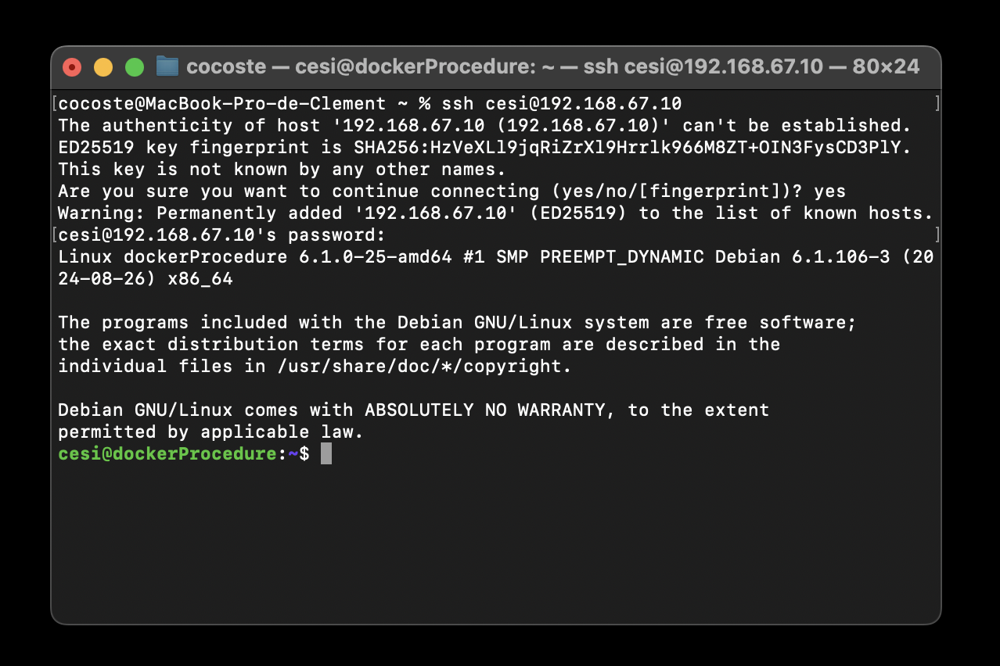 cocoste — cesi@dockerProcedure: ~ — ssh cesi@192.168.67.10 — 80×24
[cocoste@MacBook-Pro-de-Clement ~ % ssh cesi@192.168.67.10 ]
The authenticity of host '192.168.67.10 (192.168.67.10)' can't be established.
ED25519 key fingerprint is SHA256:HzVeXLl9jqRiZrXl9Hrrlk966M8ZT+OIN3FysCD3PlY.
This key is not known by any other names.
Are you sure you want to continue connecting (yes/no/[fingerprint])? yes
Warning: Permanently added '192.168.67.10' (ED25519) to the list of known hosts.
[cesi@192.168.67.10's password: ]
Linux dockerProcedure 6.1.0-25-amd64 #1 SMP PREEMPT_DYNAMIC Debian 6.1.106-3 (20
24-08-26) x86_64
The programs included with the Debian GNU/Linux system are free software;
the exact distribution terms for each program are described in the
individual files in /usr/share/doc/*/copyright.
Debian GNU/Linux comes with ABSOLUTELY NO WARRANTY, to the extent
permitted by applicable law.
cesi@dockerProcedure:~$